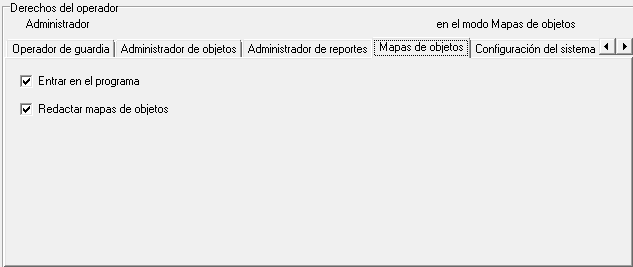 Derechos del operador
Administrador en el modo Mapas de objetos
Operador de guardia Administrador de objetos Administrador de reportes Mapas de objetos Configuración del sistema
Entrar en el programa
Redactar mapas de objetos